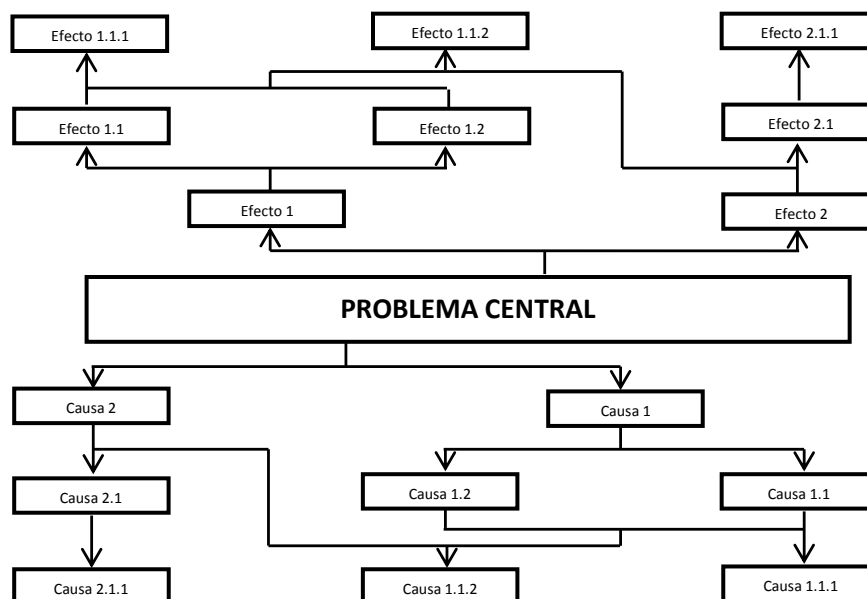 Efecto 1.1.1
Efecto 1.1.2
Efecto 2.1.1
Efecto 1.1
Efecto 1.2
Efecto 2.1
Efecto 1
Efecto 2
PROBLEMA CENTRAL
Causa 2
Causa 1
Causa 2.1
Causa 1.2
Causa 1.1
Causa 2.1.1
Causa 1.1.2
Causa 1.1.1